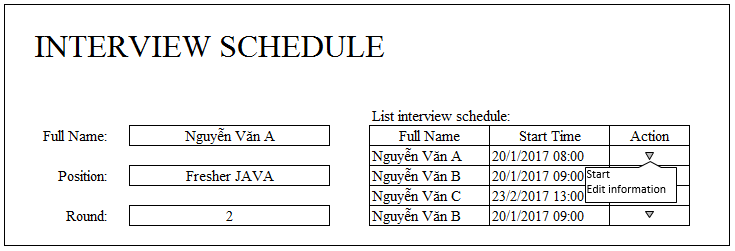 INTERVIEW SCHEDULE
List interview schedule:
Full Name: Nguyễn Văn A
Position: Fresher JAVA
Round: 2
Full Name Start Time Action
Nguyễn Văn A 20/1/2017 08:00
Nguyễn Văn B 20/1/2017 09:00
Nguyễn Văn C 23/2/2017 13:00
Nguyễn Văn B 20/1/2017 09:00
Start
Edit information